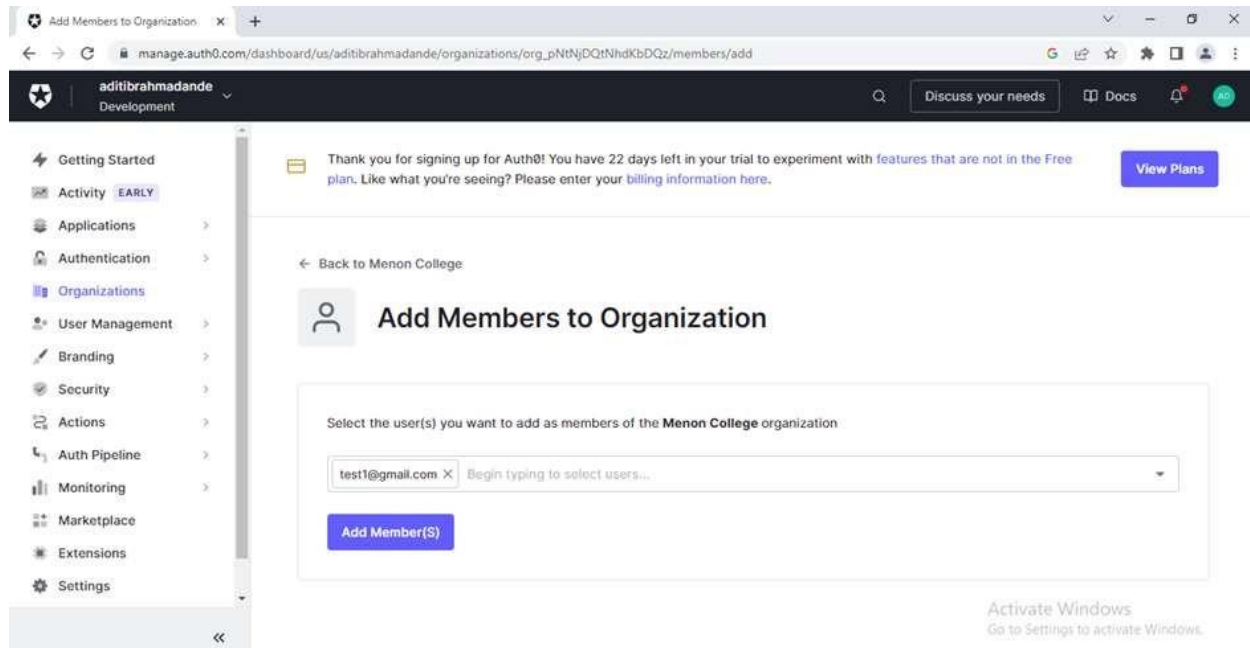 Add Members to Organization
manage.auth0.com/dashboard/us/aditibrahmadande/organizations/org_pNtNjDQtNhdKbDQz/members/add
aditibrahmadande
Development
Discuss your needs
Docs
AD
Getting Started
Activity EARLY
Applications
Authentication
Organizations
User Management
Branding
Security
Actions
Auth Pipeline
Monitoring
Marketplace
Extensions
Settings
Thank you for signing up for Auth0! You have 22 days left in your trial to experiment with features that are not in the Free
plan. Like what you're seeing? Please enter your billing information here.
View Plans
← Back to Menon College
Add Members to Organization
Select the user(s) you want to add as members of the Menon College organization
test1@gmail.com × Begin typing to select users...
Add Member(S)
Activate Windows
Go to Settings to activate Windows.